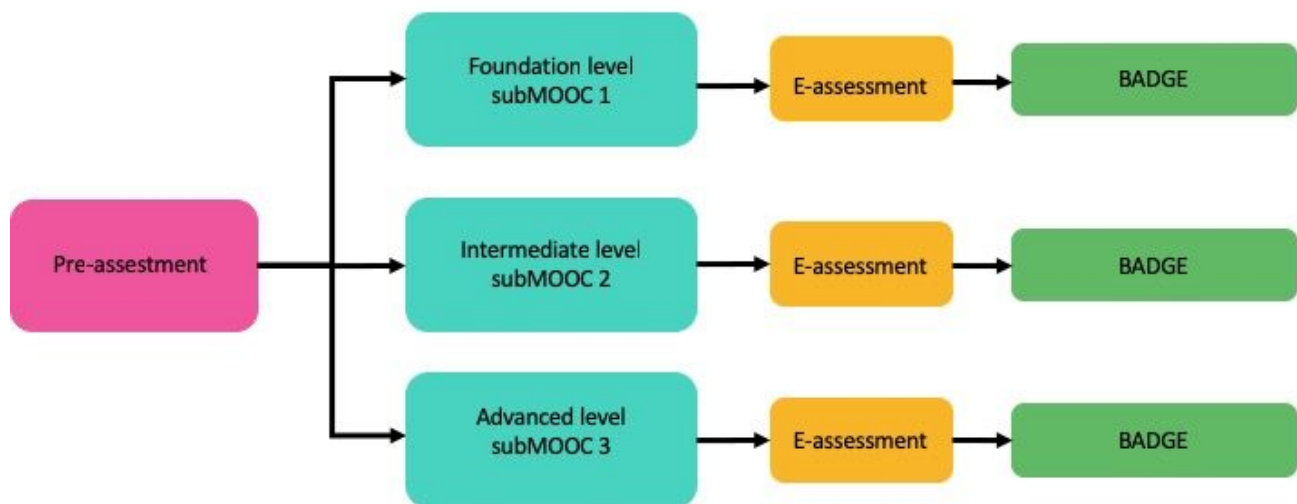 Foundation level
subMOOC 1
E-assessment
BADGE
Pre-assestment
Intermediate level
subMOOC 2
E-assessment
BADGE
Advanced level
subMOOC 3
E-assessment
BADGE